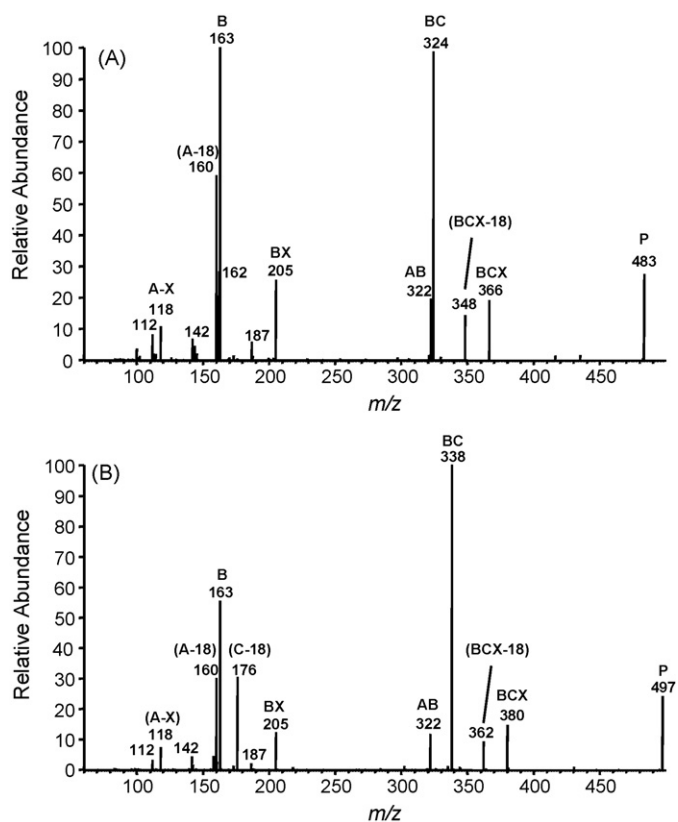 (A)
Relative Abundance
100
90
80
70
60
50
40
30
20
10
0
B
163
(A-18)
160
162
A-X
118
112
142
187
BX
205
BC
324
AB
322
(BCX-18)
348
BCX
366
P
483
100 150 200 250 300 350 400 450
m/z
(B)
Relative Abundance
100
90
80
70
60
50
40
30
20
10
0
BC
338
B
163
(A-18)
160
(C-18)
176
(A-X)
118
112
142
187
BX
205
AB
322
(BCX-18)
362
BCX
380
P
497
100 150 200 250 300 350 400 450
m/z